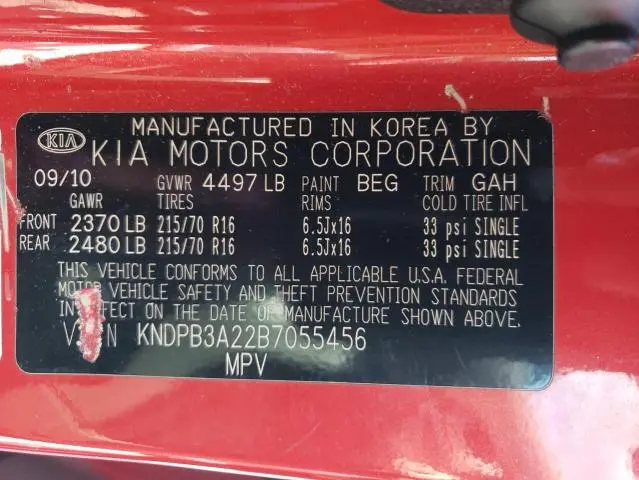 KIA
MANUFACTURED IN KOREA BY
KIA MOTORS CORPORATION
09/10 GVWR 4497 LB PAINT BEG TRIM GAH
GAWR TIRES RIMS COLD TIRE INFL
FRONT 2370 LB 215/70 R16 6.5Jx16 33 psi SINGLE
REAR 2480 LB 215/70 R16 6.5Jx16 33 psi SINGLE
THIS VEHICLE CONFORMS TO ALL APPLICABLE U.S.A. FEDERAL
MOTOR VEHICLE SAFETY AND THEFT PREVENTION STANDARDS
IN EFFECT ON THE DATE OF MANUFACTURE SHOWN ABOVE.
KNDPB3A22B7055456
MPV